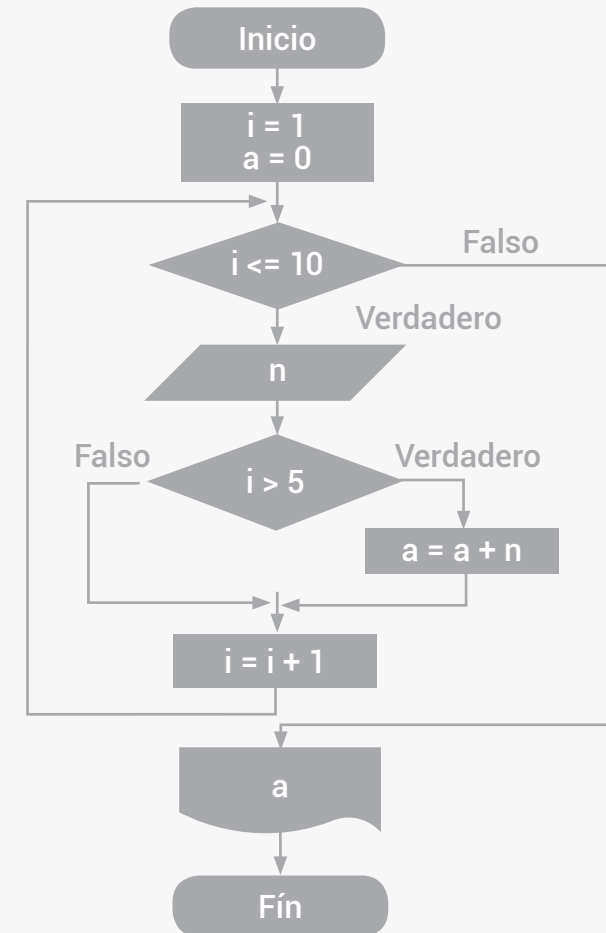 Inicio
i = 1
a = 0
i <= 10
Falso
Verdadero
n
Falso
Verdadero
i > 5
a = a + n
i = i + 1
a
Fín